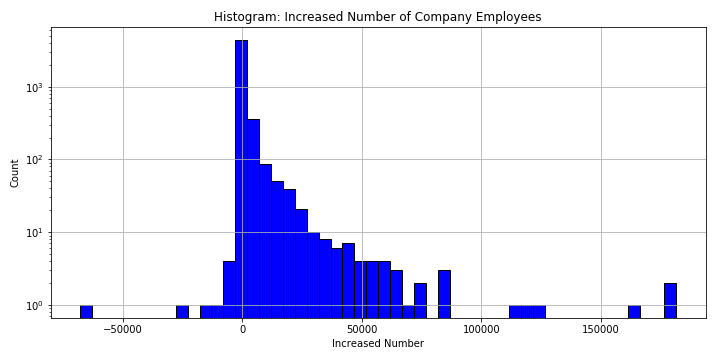 Histogram: Increased Number of Company Employees
10³
10²
10¹
10⁰
Count
−50000 0 50000 100000 150000
Increased Number